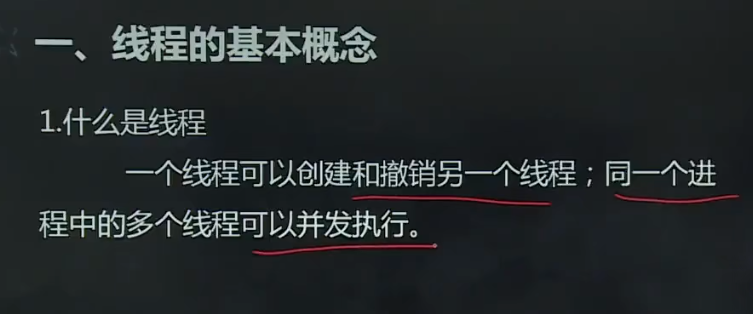 一、线程的基本概念
1.什么是线程
一个线程可以创建和撤销另一个线程；同一个进
程中的多个线程可以并发执行。